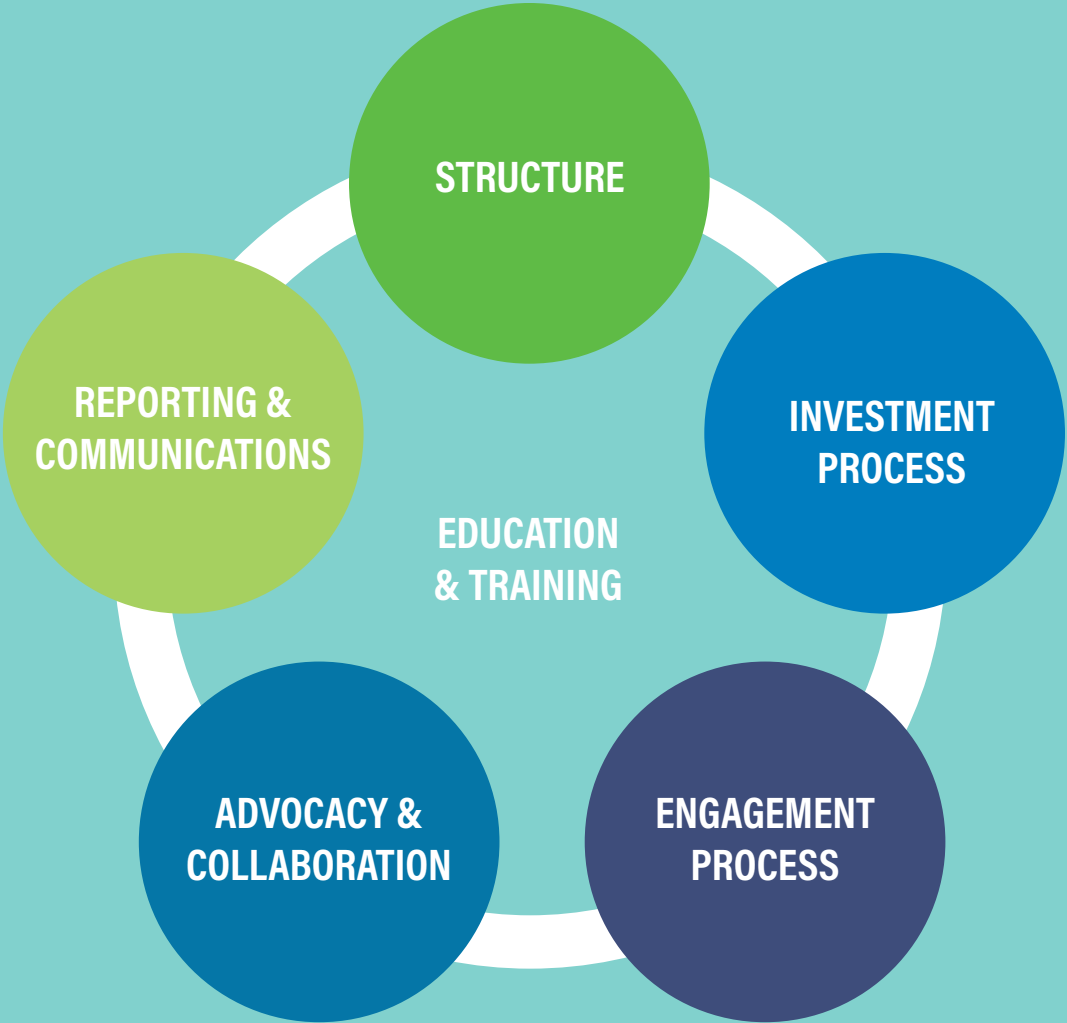 STRUCTURE
INVESTMENT
PROCESS
ENGAGEMENT
PROCESS
ADVOCACY &
COLLABORATION
REPORTING &
COMMUNICATIONS
EDUCATION
& TRAINING